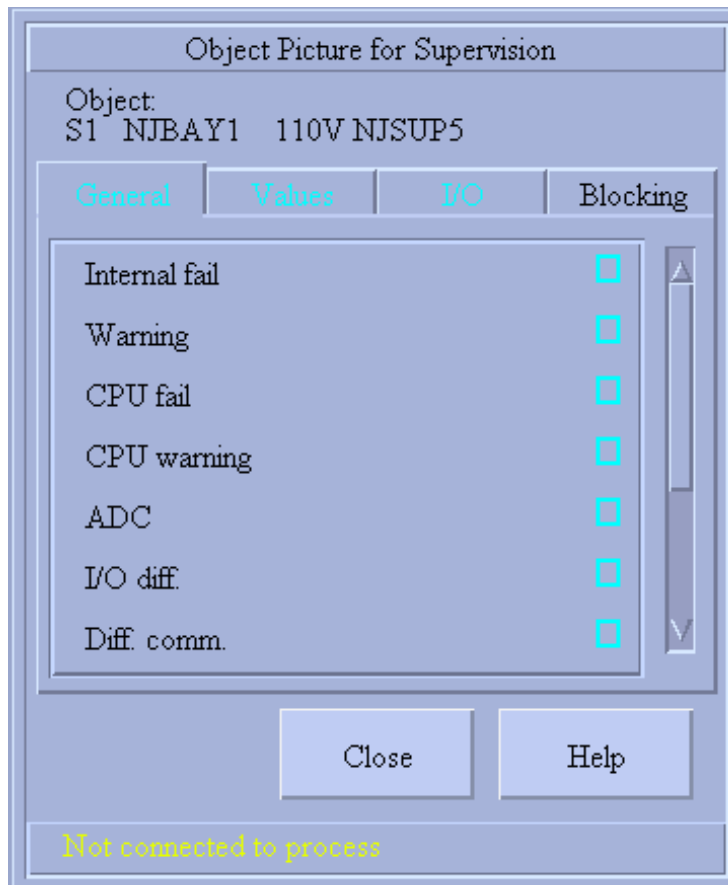 Object Picture for Supervision
Object:
S1 NJBAY1 110V NJSUP5
General Values I/O Blocking
Internal fail
Warning
CPU fail
CPU warning
ADC
I/O diff.
Diff. comm.
Close Help
Not connected to process